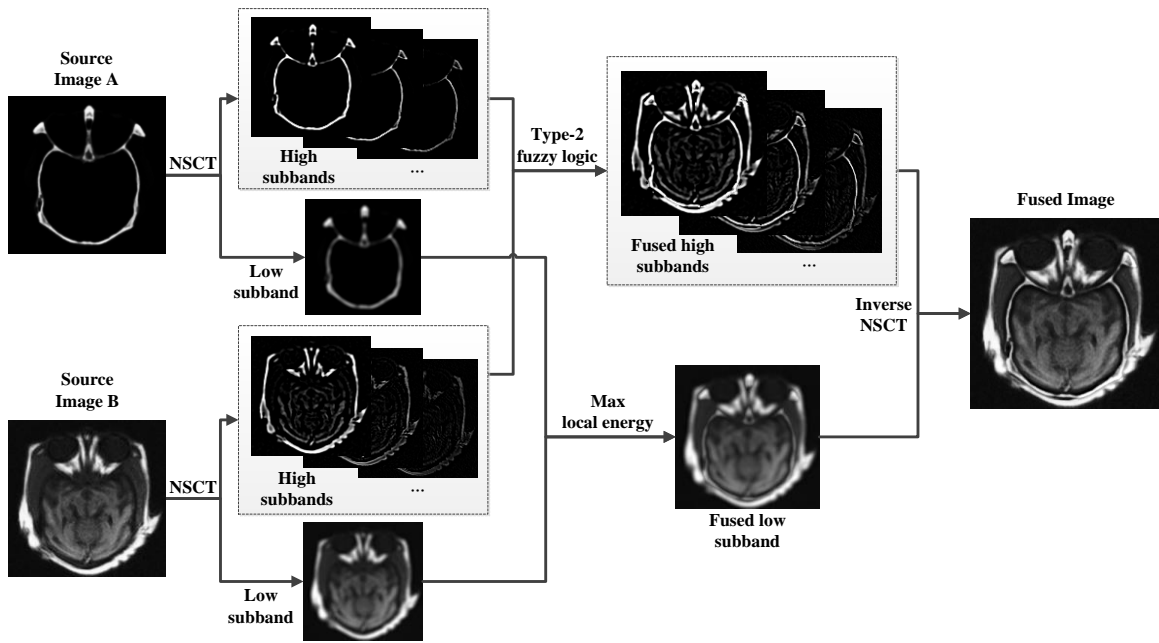 Source
Image A
NSCT
High
subbands
...
Low
subband
Source
Image B
NSCT
High
subbands
...
Low
subband
Type-2
fuzzy logic
Fused high
subbands
...
Max
local energy
Fused low
subband
Inverse
NSCT
Fused Image